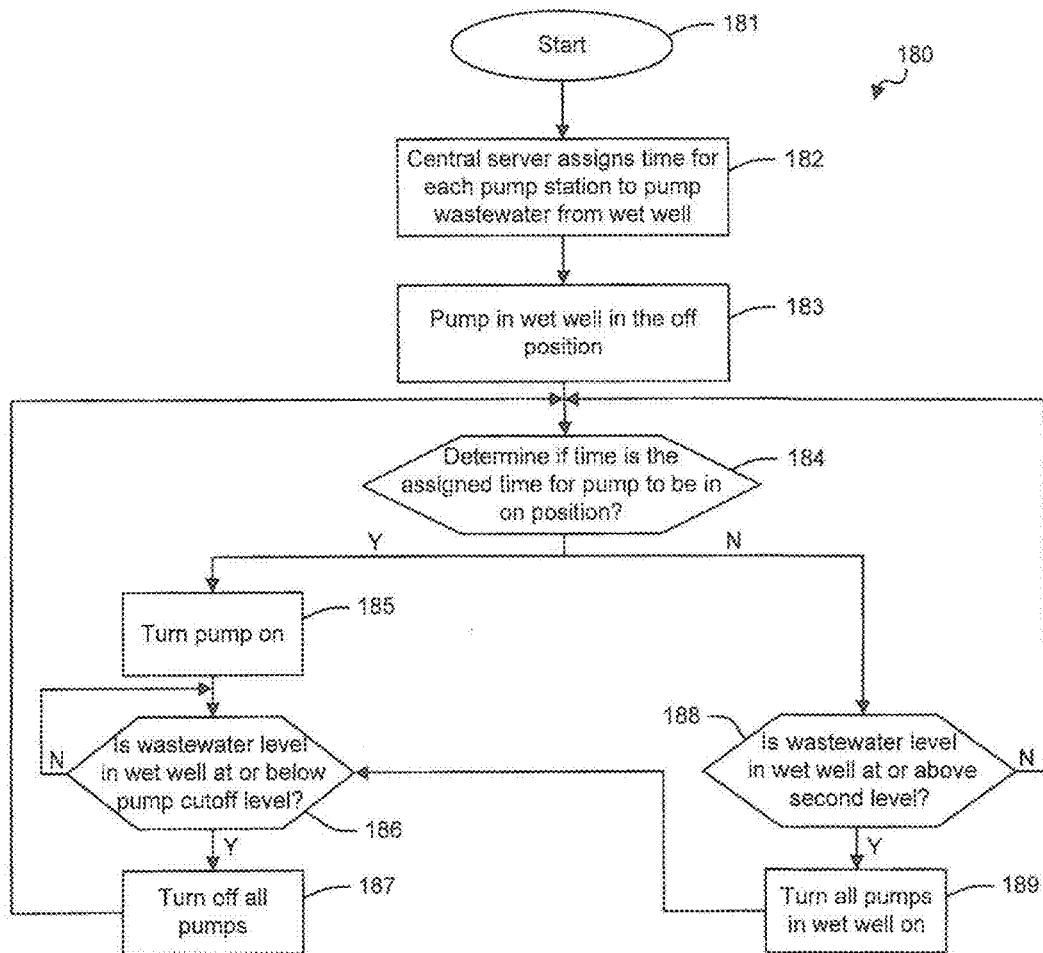 Start
181
180
Central server assigns time for
each pump station to pump
wastewater from wet well
182
Pump in wet well in the off
position
183
Determine if time is the
assigned time for pump to be in
on position?
184
Y
N
Turn pump on
185
Is wastewater level
in wet well at or below
pump cutoff level?
N
186
Y
188
Is wastewater level
in wet well at or above
second level?
N
Y
Turn off all
pumps
187
Turn all pumps
in wet well on
189